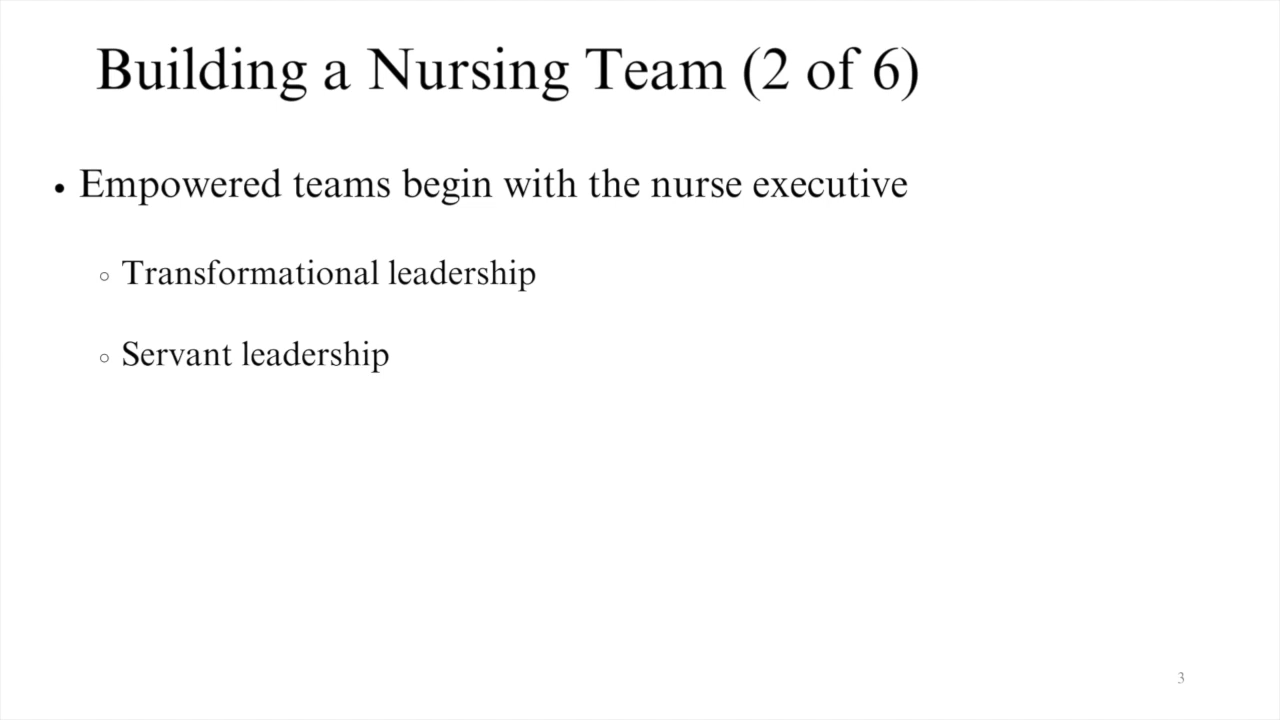 Building a Nursing Team (2 of 6)
• Empowered teams begin with the nurse executive
○ Transformational leadership
○ Servant leadership
3